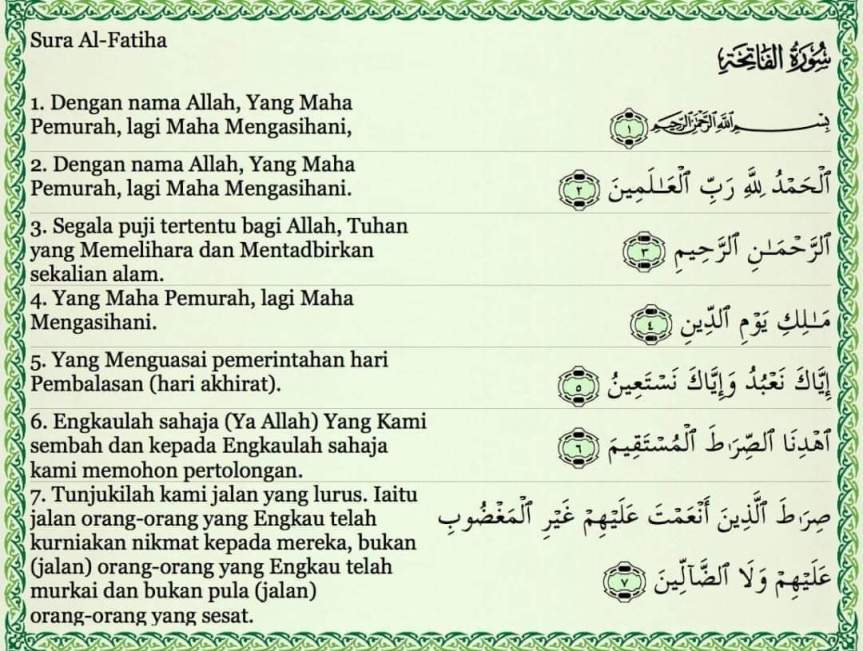 Sura Al-Fatiha
سُورَةُ الفَاتِحَةِ
1. Dengan nama Allah, Yang Maha
Pemurah, lagi Maha Mengasihani,
بِسْمِ ٱللَّهِ ٱلرَّحْمَٰنِ ٱلرَّحِيمِ ١
2. Dengan nama Allah, Yang Maha
Pemurah, lagi Maha Mengasihani.
ٱلْحَمْدُ لِلَّهِ رَبِّ ٱلْعَـٰلَمِينَ ٢
3. Segala puji tertentu bagi Allah, Tuhan
yang Memelihara dan Mentadbirkan
sekalian alam.
ٱلرَّحْمَـٰنِ ٱلرَّحِيمِ ٣
4. Yang Maha Pemurah, lagi Maha
Mengasihani.
مَـٰلِكِ يَوْمِ ٱلدِّينِ ٤
5. Yang Menguasai pemerintahan hari
Pembalasan (hari akhirat).
إِيَّاكَ نَعْبُدُ وَإِيَّاكَ نَسْتَعِينُ ٥
6. Engkaulah sahaja (Ya Allah) Yang Kami
sembah dan kepada Engkaulah sahaja
kami memohon pertolongan.
ٱهْدِنَا ٱلصِّرَٰطَ ٱلْمُسْتَقِيمَ ٦
7. Tunjukilah kami jalan yang lurus. Iaitu
jalan orang-orang yang Engkau telah
kurniakan nikmat kepada mereka, bukan
(jalan) orang-orang yang Engkau telah
murkai dan bukan pula (jalan)
orang-orang yang sesat.
صِرَٰطَ ٱلَّذِينَ أَنْعَمْتَ عَلَيْهِمْ غَيْرِ ٱلْمَغْضُوبِ
عَلَيْهِمْ وَلَا ٱلضَّآلِّينَ ٧